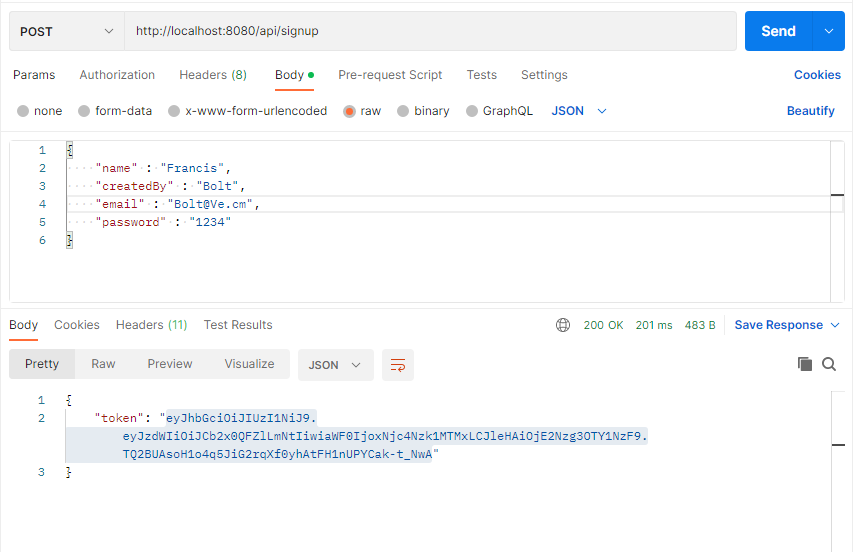 POST http://localhost:8080/api/signup Send
Params Authorization Headers (8) Body Pre-request Script Tests Settings Cookies
none form-data x-www-form-urlencoded raw binary GraphQL JSON Beautify
1 {
2 "name" : "Francis",
3 "createdBy" : "Bolt",
4 "email" : "Bolt@Ve.cm",
5 "password" : "1234"
6 }
Body Cookies Headers (11) Test Results 200 OK 201 ms 483 B Save Response
Pretty Raw Preview Visualize JSON
1 {
2 "token": "eyJhbGciOiJIUzI1NiJ9.
eyJzdWIiOiJCb2x0QFZlLmNtIiwiaWF0IjoxNjc4Nzk1MTMxLCJleHAiOjE2Nzg3OTY1NzF9.
TQ2BUAsoH1o4q5JiG2rqXf0yhAtFH1nUPYCak-t_NwA"
3 }